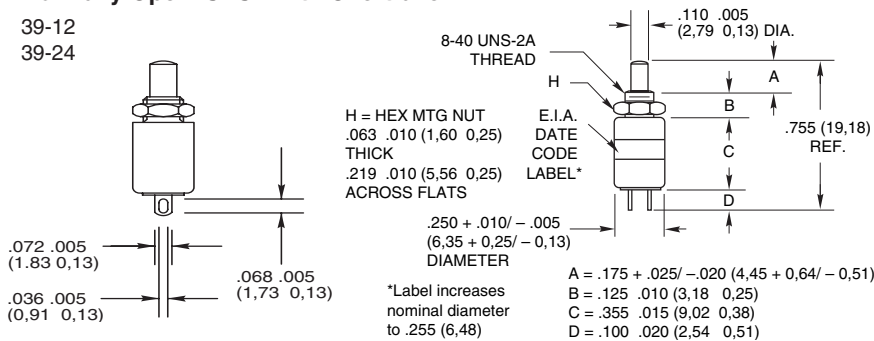 39-12
39-24
.072 .005
(1.83 0,13)
.036 .005
(0,91 0,13)
.068 .005
(1,73 0,13)
H = HEX MTG NUT
.063 .010 (1,60 0,25)
THICK
.219 .010 (5,56 0,25)
ACROSS FLATS
8-40 UNS-2A
THREAD
H
E.I.A.
DATE
CODE
LABEL*
.110 .005
(2,79 0,13) DIA.
A
B
C
D
.755 (19,18)
REF.
.250 + .010/ – .005
(6,35 + 0,25/ – 0,13)
DIAMETER
*Label increases
nominal diameter
to .255 (6,48)
A = .175 + .025/ –.020 (4,45 + 0,64/ – 0,51)
B = .125 .010 (3,18 0,25)
C = .355 .015 (9,02 0,38)
D = .100 .020 (2,54 0,51)